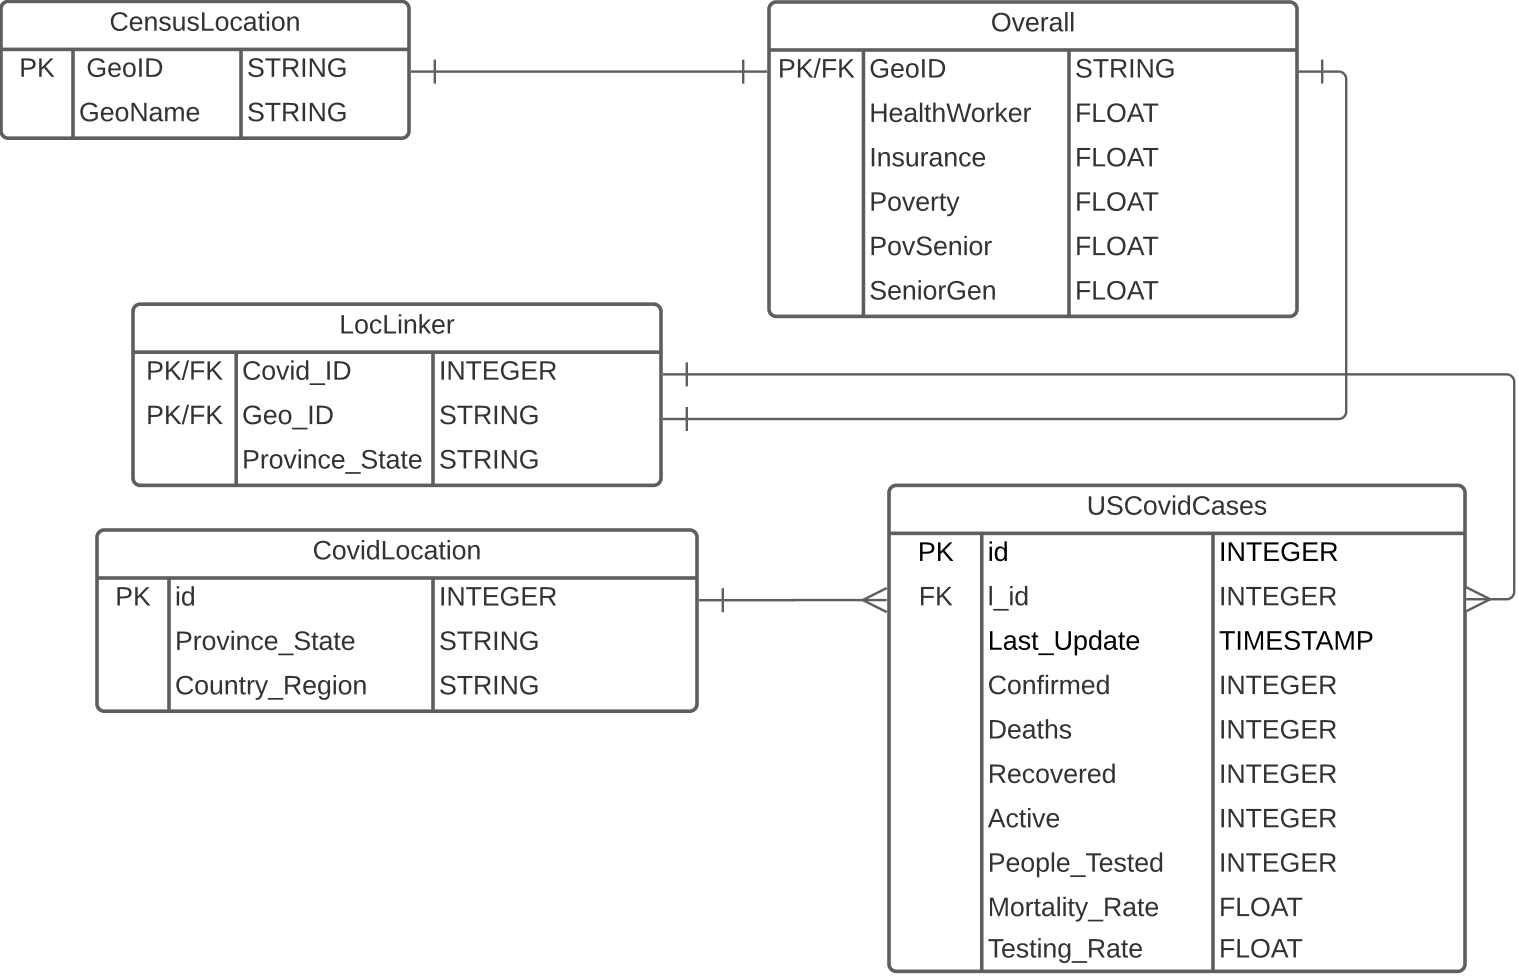 CensusLocation
PK GeoID STRING
GeoName STRING
Overall
PK/FK GeoID STRING
HealthWorker FLOAT
Insurance FLOAT
Poverty FLOAT
PovSenior FLOAT
SeniorGen FLOAT
LocLinker
PK/FK Covid_ID INTEGER
PK/FK Geo_ID STRING
Province_State STRING
CovidLocation
PK id INTEGER
Province_State STRING
Country_Region STRING
USCovidCases
PK id INTEGER
FK l_id INTEGER
Last_Update TIMESTAMP
Confirmed INTEGER
Deaths INTEGER
Recovered INTEGER
Active INTEGER
People_Tested INTEGER
Mortality_Rate FLOAT
Testing_Rate FLOAT